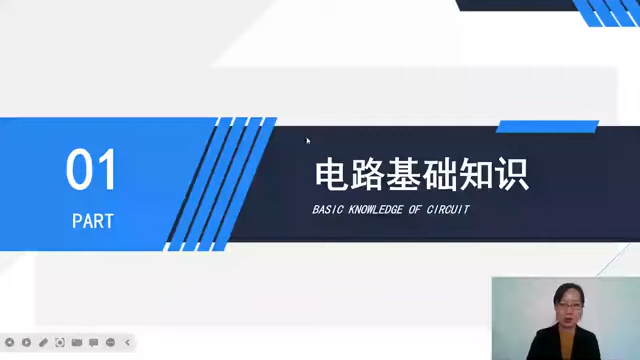 01
PART
电路基础知识
BASIC KNOWLEDGE OF CIRCUIT